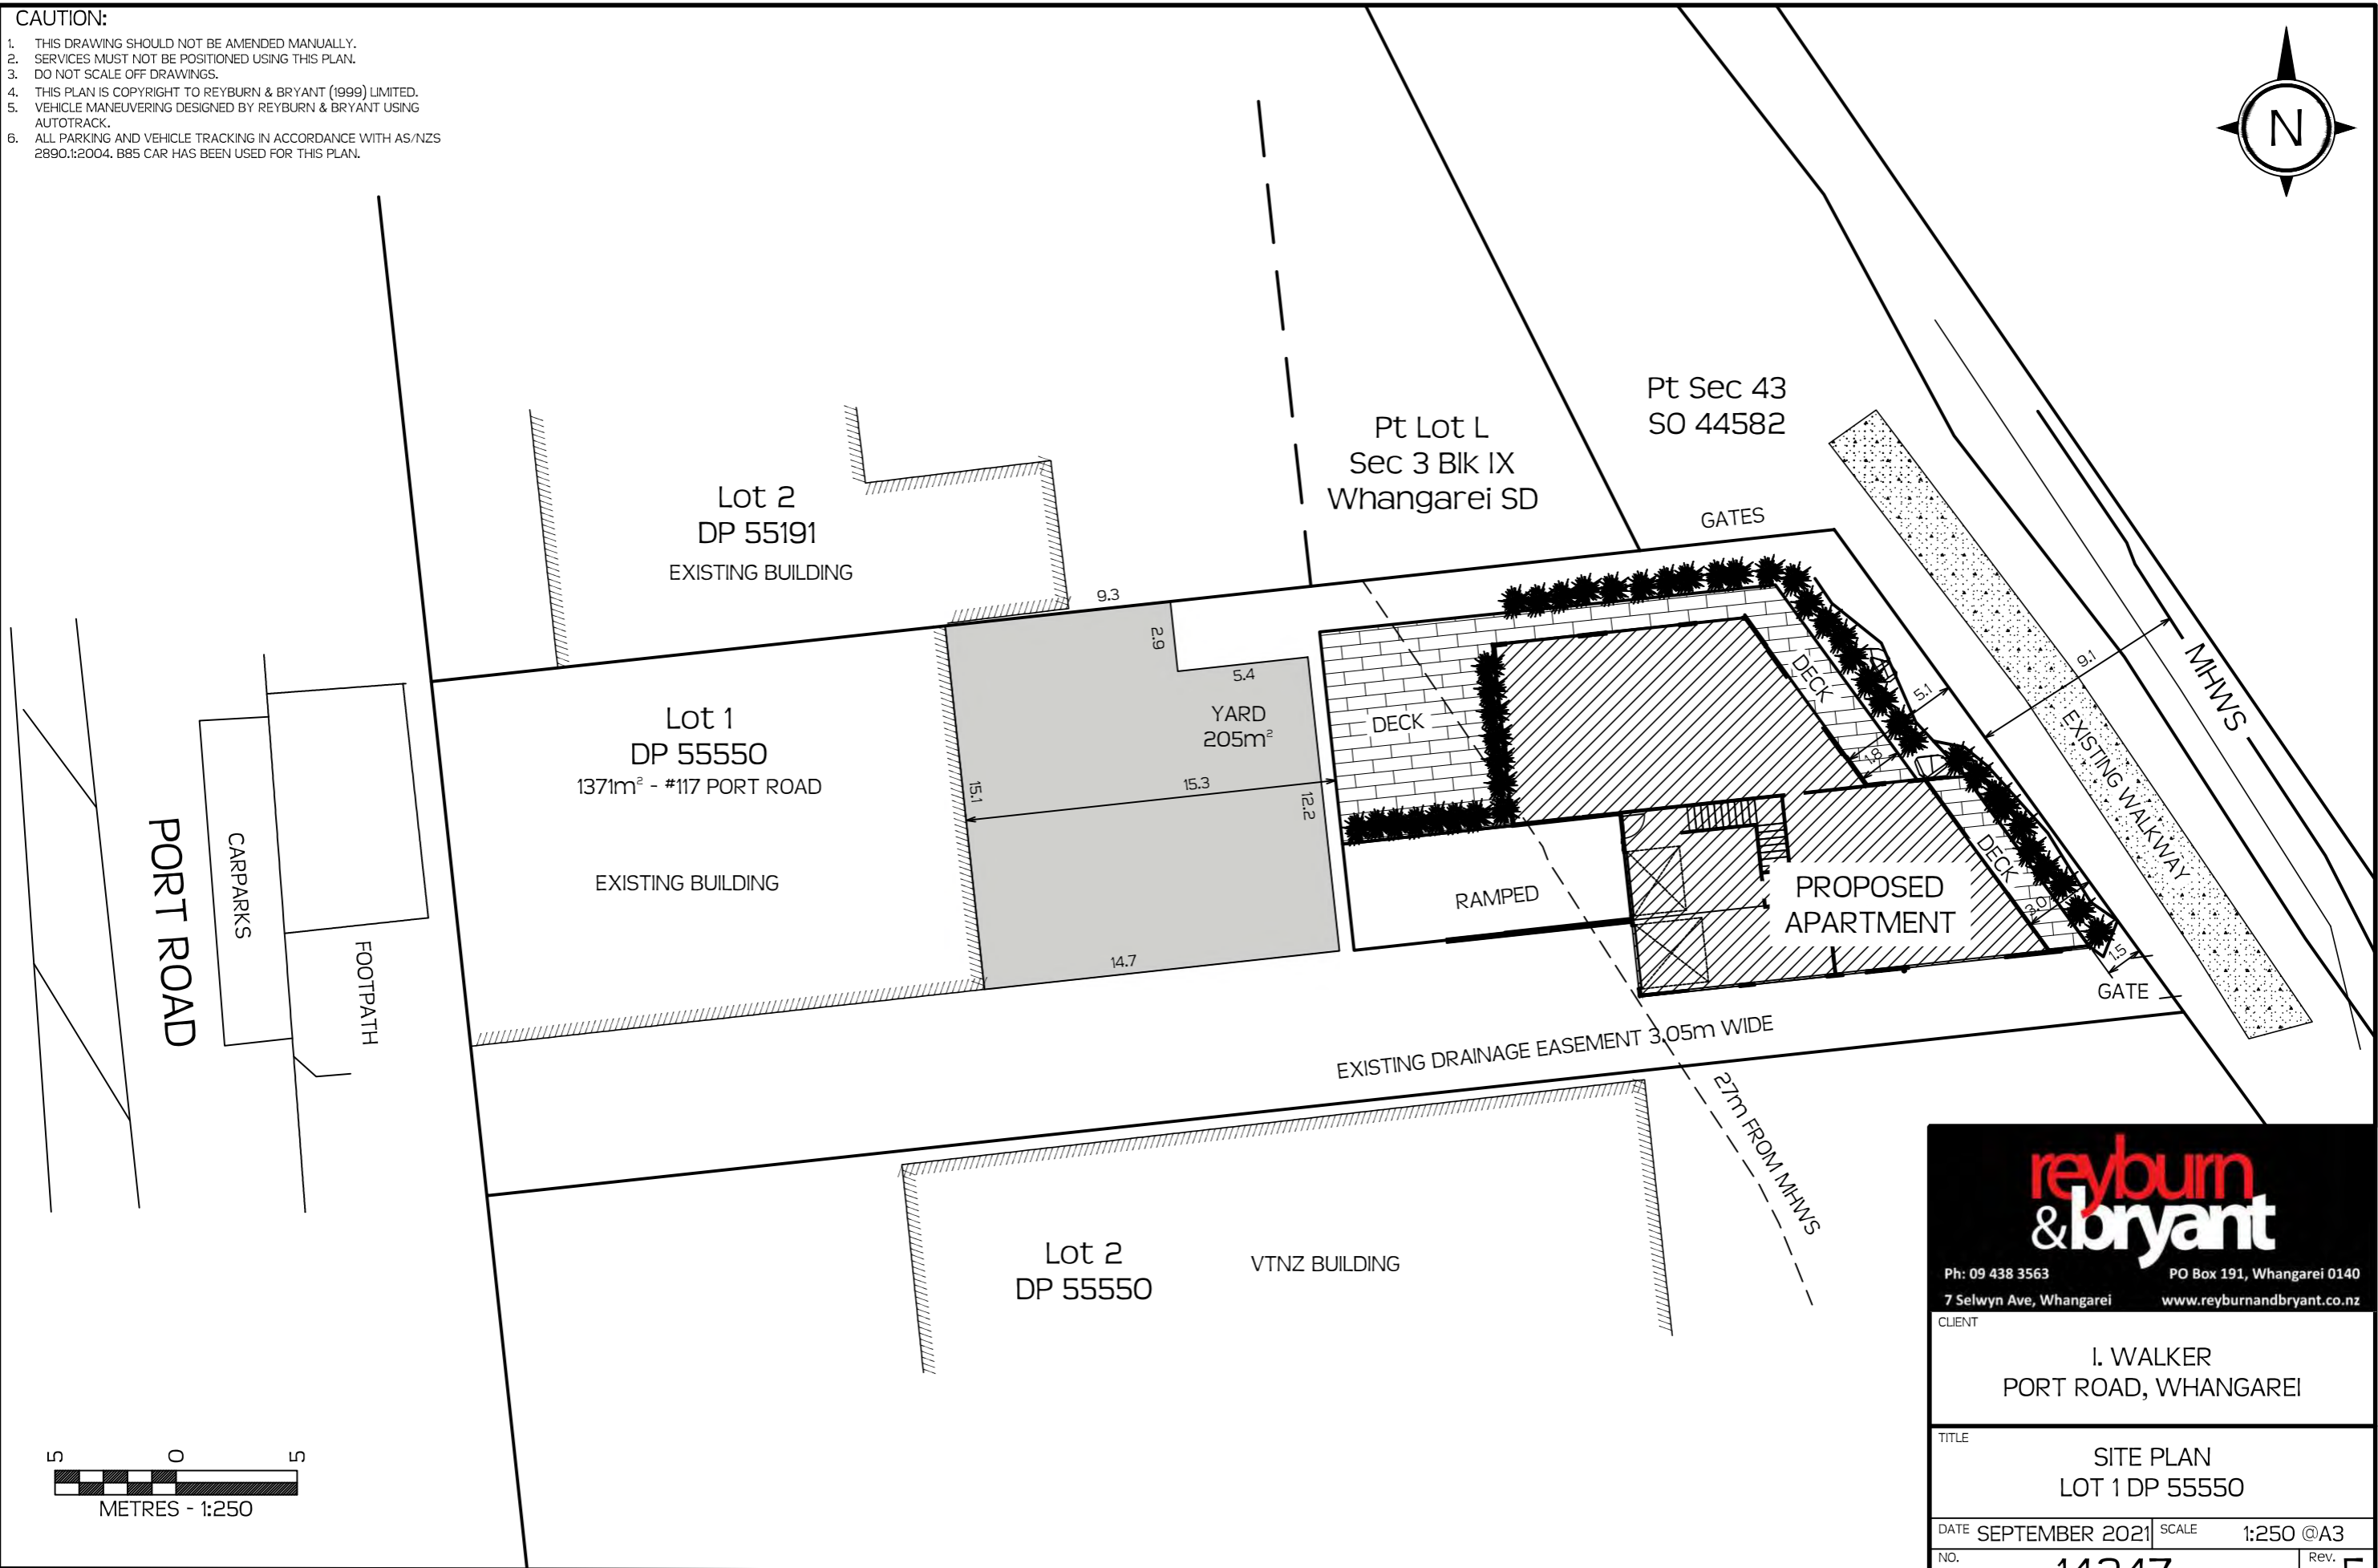 CAUTION:
1. THIS DRAWING SHOULD NOT BE AMENDED MANUALLY.
2. SERVICES MUST NOT BE POSITIONED USING THIS PLAN.
3. DO NOT SCALE OFF DRAWINGS.
4. THIS PLAN IS COPYRIGHT TO REYBURN & BRYANT (1999) LIMITED.
5. VEHICLE MANEUVERING DESIGNED BY REYBURN & BRYANT USING
AUTOTRACK.
6. ALL PARKING AND VEHICLE TRACKING IN ACCORDANCE WITH AS/NZS
2890.1:2004. B85 CAR HAS BEEN USED FOR THIS PLAN.
N
Pt Sec 43
SO 44582
Pt Lot L
Sec 3 Blk IX
Whangarei SD
Lot 2
DP 55191
EXISTING BUILDING
GATES
9.3
2.9
5.4
YARD
205m²
15.1
15.3
12.2
14.7
Lot 1
DP 55550
1371m² - #117 PORT ROAD
EXISTING BUILDING
PORT ROAD
CARPARKS
FOOTPATH
DECK
DECK
DECK
1.8
5.1
9.1
3.0
1.5
MHWS
EXISTING WALKWAY
RAMPED
PROPOSED
APARTMENT
GATE
EXISTING DRAINAGE EASEMENT 3.05m WIDE
27m FROM MHWS
Lot 2
DP 55550
VTNZ BUILDING
5 0 5
METRES - 1:250
reyburn
&bryant
Ph: 09 438 3563 PO Box 191, Whangarei 0140
7 Selwyn Ave, Whangarei www.reyburnandbryant.co.nz
CLIENT
I. WALKER
PORT ROAD, WHANGAREI
TITLE
SITE PLAN
LOT 1 DP 55550
DATE SEPTEMBER 2021 SCALE 1:250 @A3
NO. Rev.